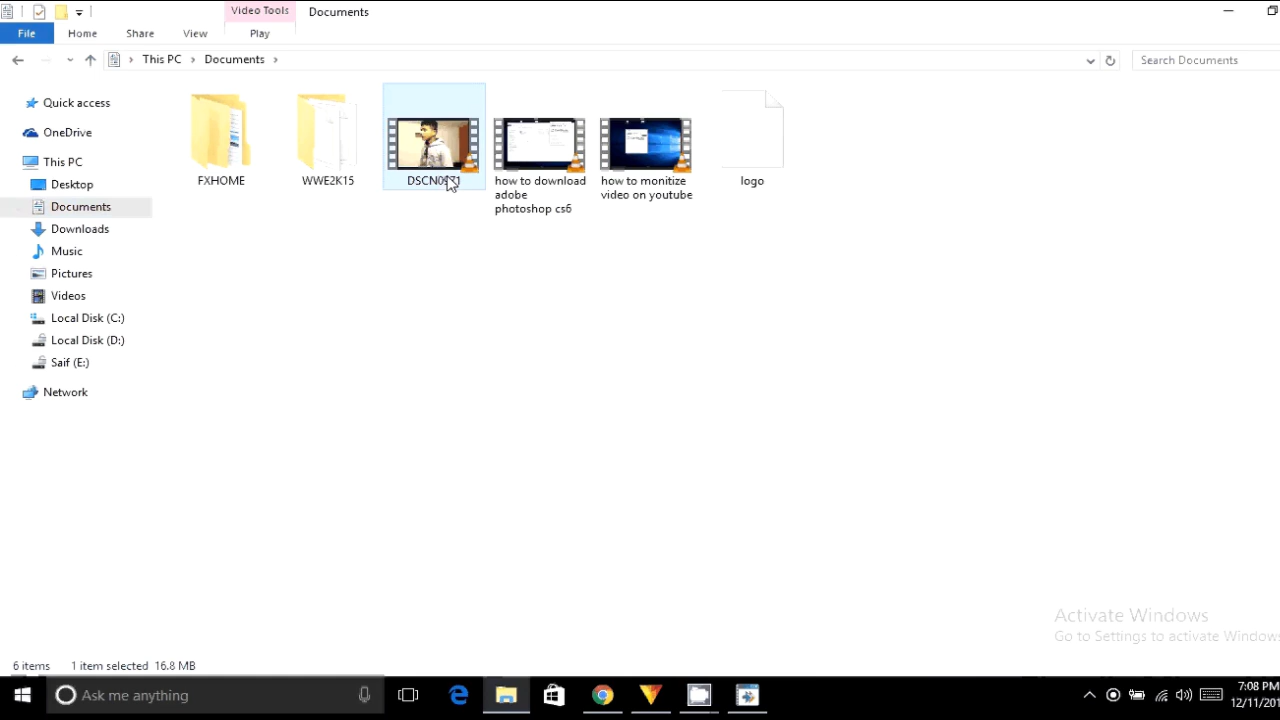 Video Tools
Documents
File
Home
Share
View
Play
This PC
Documents
Search Documents
Quick access
OneDrive
This PC
Desktop
Documents
Downloads
Music
Pictures
Videos
Local Disk (C:)
Local Disk (D:)
Saif (E:)
Network
FXHOME
WWE2K15
how to download
adobe
photoshop cs6
how to monitize
video on youtube
logo
Activate Windows
Go to Settings to activate Windows
6 items
1 item selected 16.8 MB
Ask me anything
7:08 PM
12/11/201